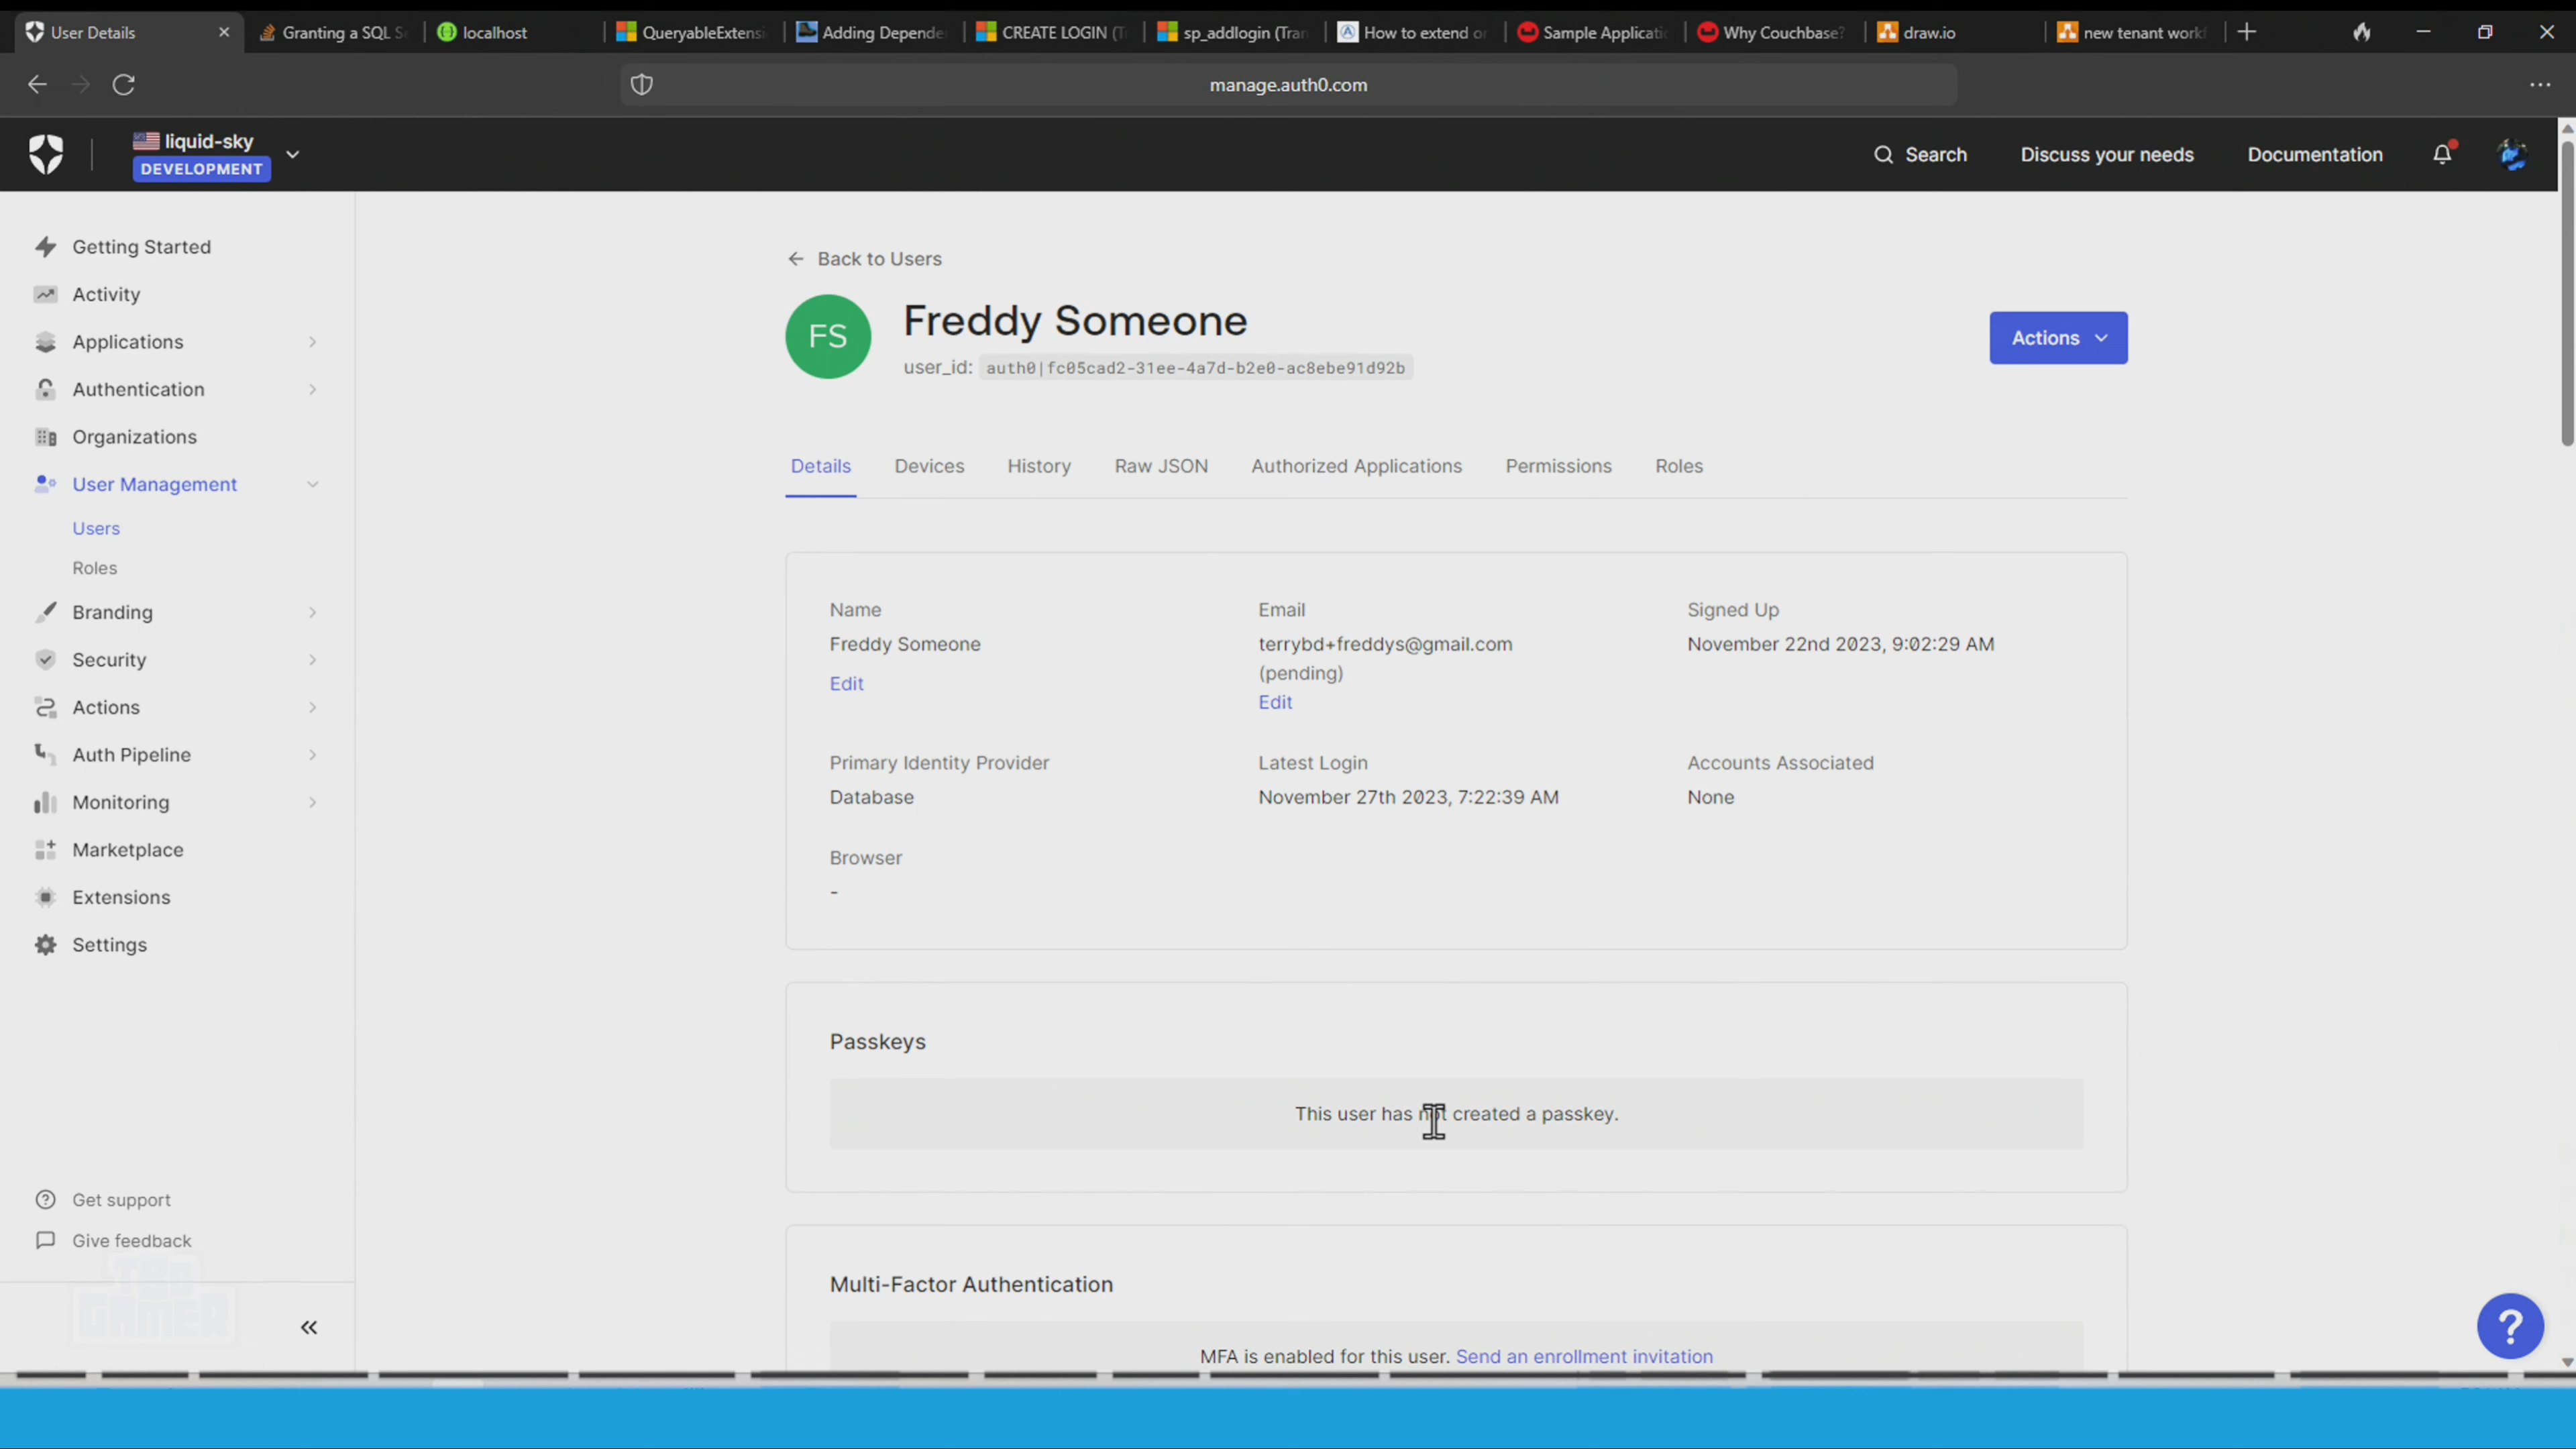 User Details
Granting a SQL Se
localhost
QueryableExtensi
Adding Depende
CREATE LOGIN (T
sp_addlogin (Tran
How to extend or
Sample Applicati
Why Couchbase?
draw.io
new tenant workf
manage.auth0.com
liquid-sky
DEVELOPMENT
Search
Discuss your needs
Documentation
Getting Started
Activity
Applications
Authentication
Organizations
User Management
Users
Roles
Branding
Security
Actions
Auth Pipeline
Monitoring
Marketplace
Extensions
Settings
Get support
Give feedback
TBD
GAMER
Back to Users
FS
Freddy Someone
user_id: auth0|fc05cad2-31ee-4a7d-b2e0-ac8ebe91d92b
Actions
Details Devices History Raw JSON Authorized Applications Permissions Roles
Name
Freddy Someone
Edit
Email
terrybd+freddys@gmail.com
(pending)
Edit
Signed Up
November 22nd 2023, 9:02:29 AM
Primary Identity Provider
Database
Latest Login
November 27th 2023, 7:22:39 AM
Accounts Associated
None
Browser
-
Passkeys
This user has not created a passkey.
Multi-Factor Authentication
MFA is enabled for this user. Send an enrollment invitation
?